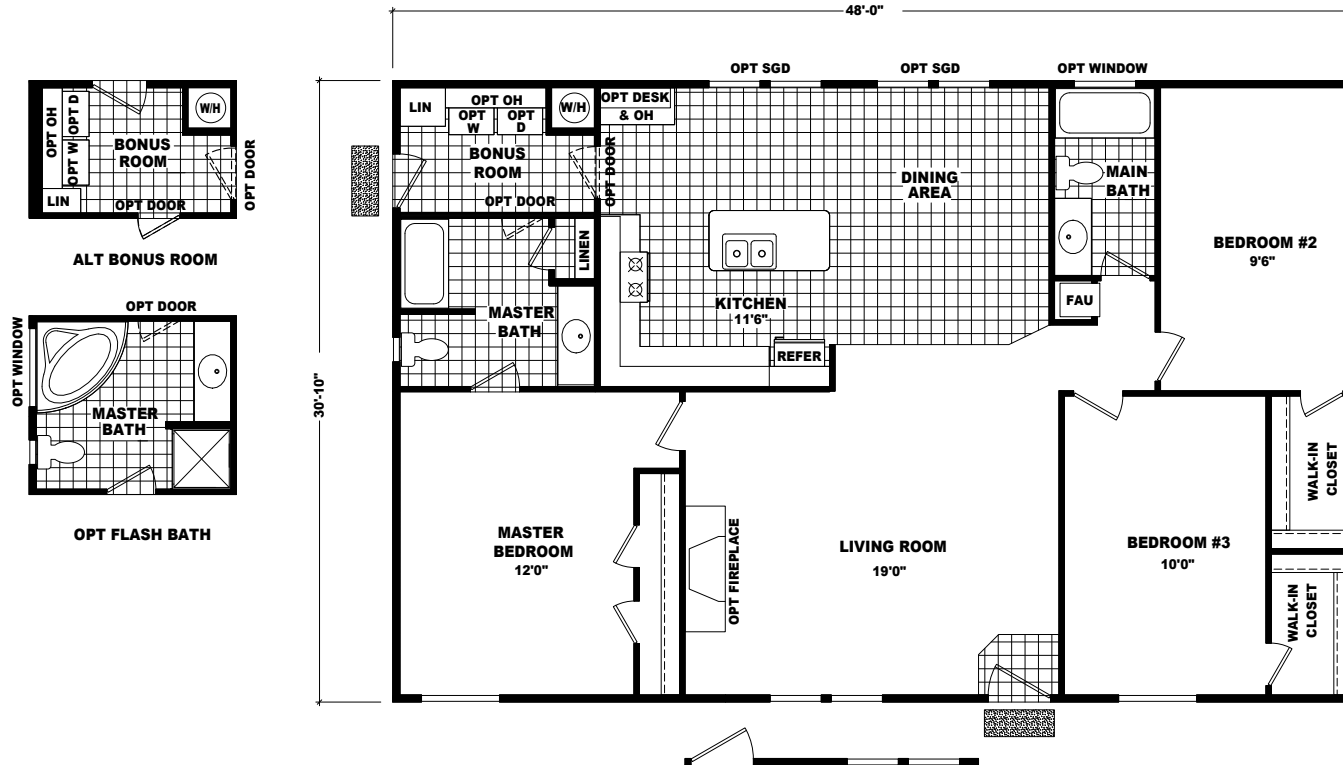 48'-0"
OPT SGD
OPT SGD
OPT WINDOW
OPT OH
OPT D
OPT W
LIN
W/H
BONUS
ROOM
OPT DOOR
OPT DOOR
ALT BONUS ROOM
OPT DOOR
OPT WINDOW
MASTER
BATH
OPT FLASH BATH
30'-10"
LIN
OPT OH
OPT
W
OPT
D
W/H
BONUS
ROOM
OPT DOOR
OPT DOOR
OPT DESK
& OH
DINING
AREA
MAIN
BATH
BEDROOM #2
9'6"
LINEN
MASTER
BATH
KITCHEN
11'6"
REFER
FAU
MASTER
BEDROOM
12'0"
OPT FIREPLACE
LIVING ROOM
19'0"
BEDROOM #3
10'0"
WALK-IN
CLOSET
WALK-IN
CLOSET